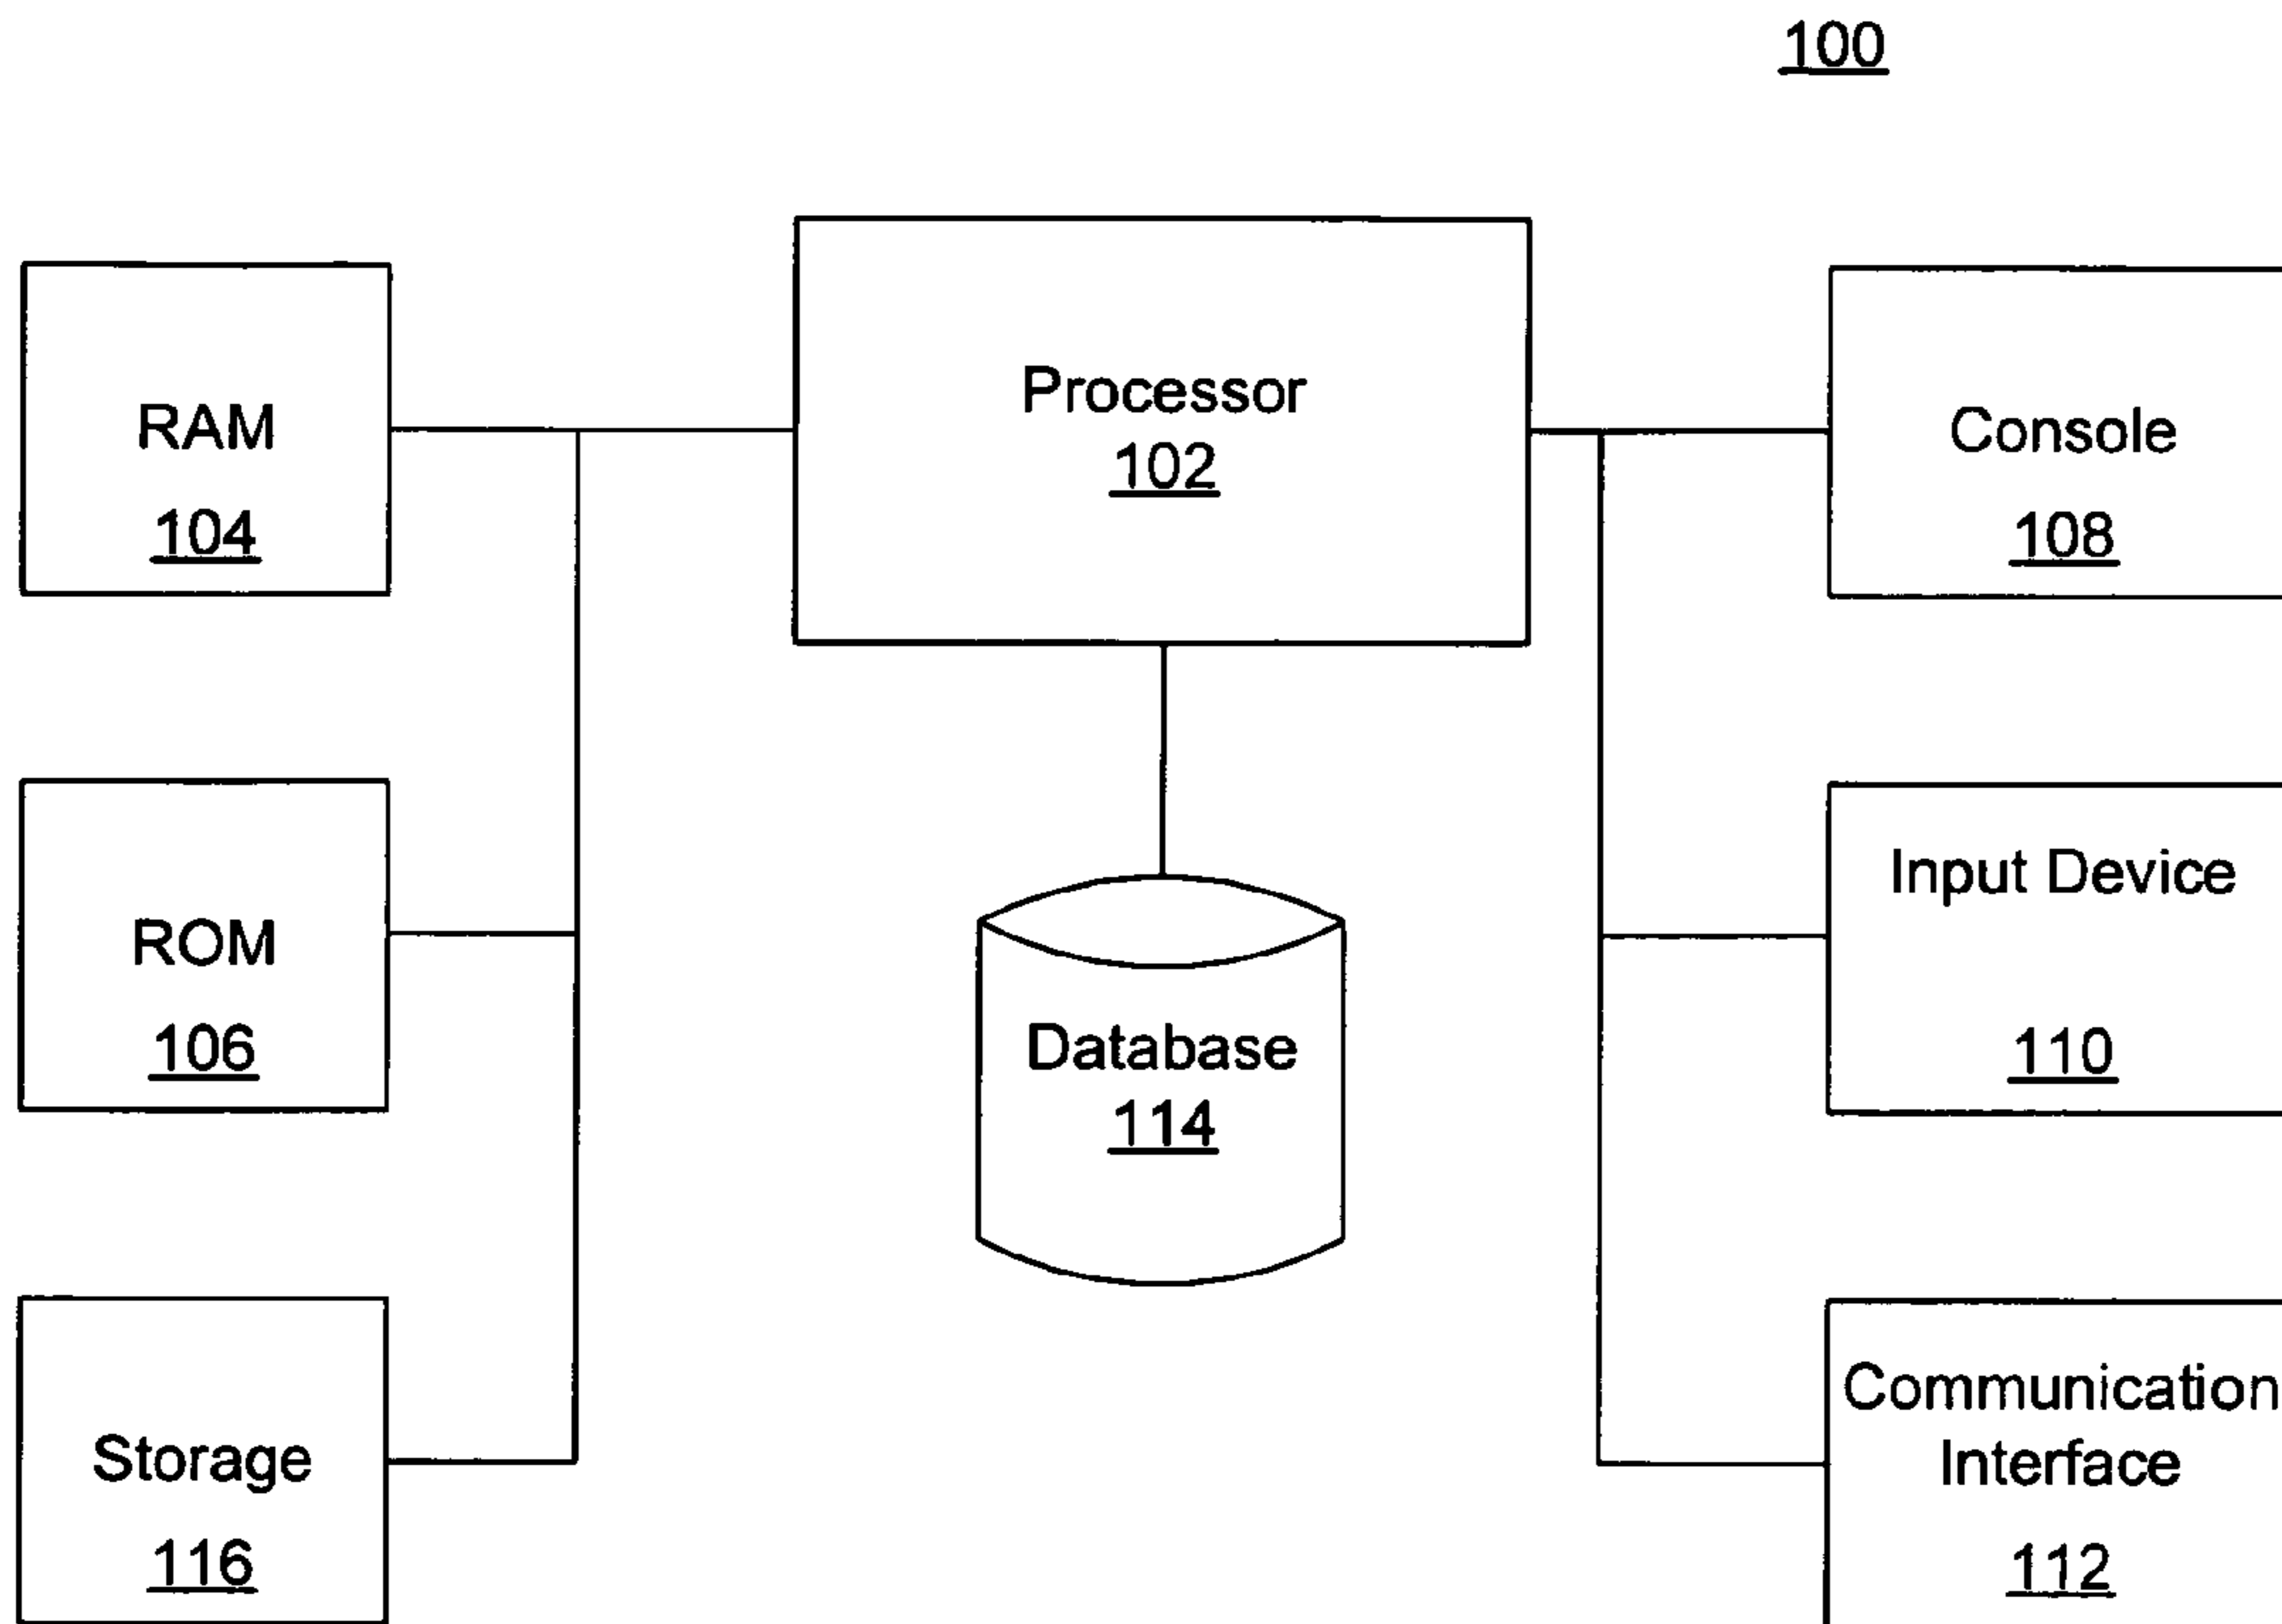 100
RAM
104
Processor
102
Console
108
ROM
106
Database
114
Input Device
110
Storage
116
Communication
Interface
112